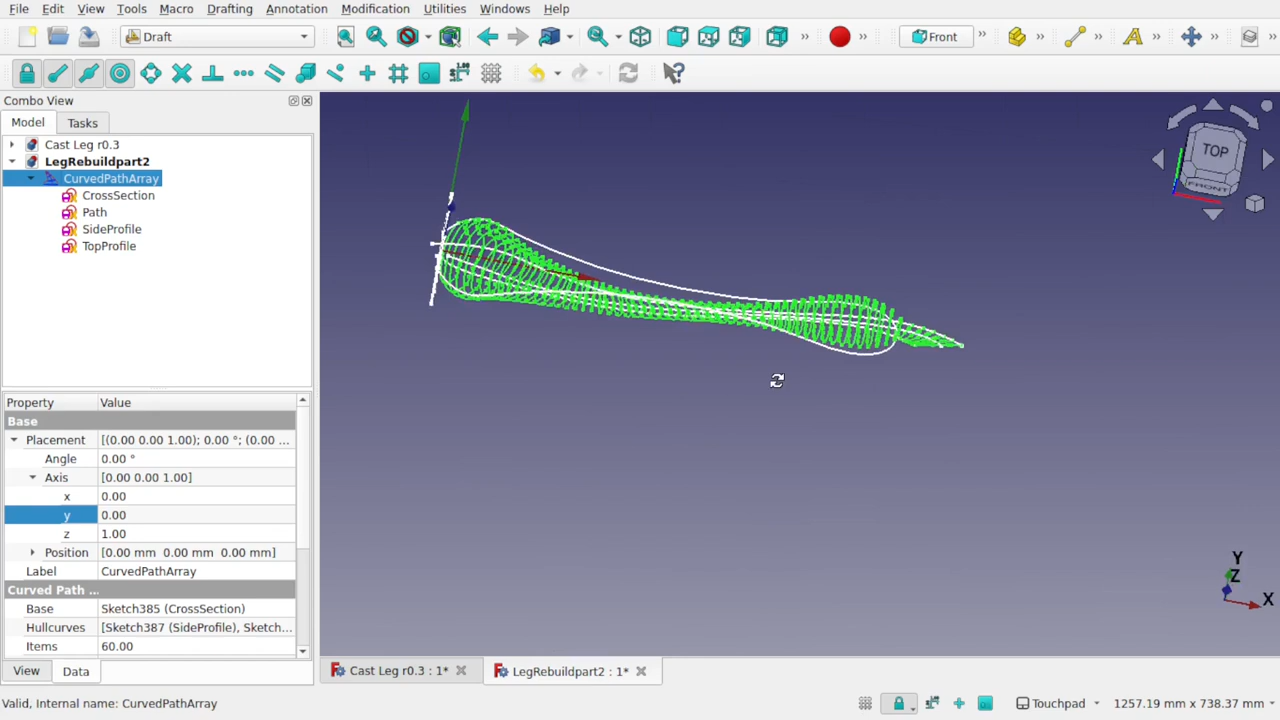 File Edit View Tools Macro Drafting Annotation Modification Utilities Windows Help
Draft » Front » » » »
» »
Combo View
Model Tasks
Cast Leg r0.3
LegRebuildpart2
CurvedPathArray
CrossSection
Path
SideProfile
TopProfile
TOP
FRONT
Property Value
Base
Placement [(0.00 0.00 1.00); 0.00 °; (0.00 ...
Angle 0.00 °
Axis [0.00 0.00 1.00]
x 0.00
y 0.00
z 1.00
Position [0.00 mm 0.00 mm 0.00 mm]
Label CurvedPathArray
Curved Path ...
Base Sketch385 (CrossSection)
Hullcurves [Sketch387 (SideProfile), Sketch...
Items 60.00
Y
Z
X
View Data
Cast Leg r0.3 : 1* LegRebuildpart2 : 1*
Valid, Internal name: CurvedPathArray
Touchpad 1257.19 mm x 738.37 mm